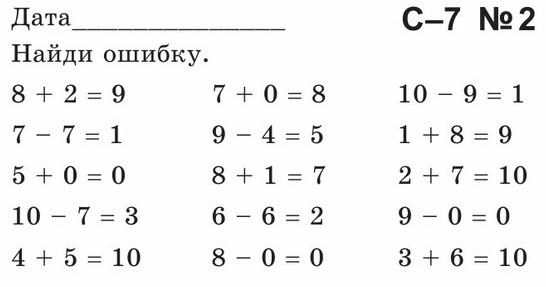 Дата_______________ С–7 №2
Найди ошибку.
8 + 2 = 9 7 + 0 = 8 10 − 9 = 1
7 − 7 = 1 9 − 4 = 5 1 + 8 = 9
5 + 0 = 0 8 + 1 = 7 2 + 7 = 10
10 − 7 = 3 6 − 6 = 2 9 − 0 = 0
4 + 5 = 10 8 − 0 = 0 3 + 6 = 10